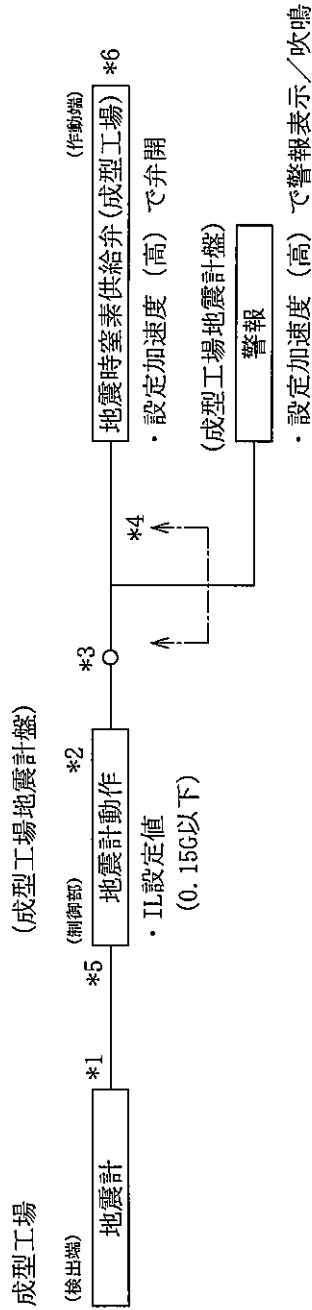 成型工場
(成型工場地震計盤)
(検出端)
*1
地震計
*5
(制御部)
*2
地震計動作
・IL設定値
(0.15G以下)
*3
*4
(作動端)
*6
地震時窒素供給弁(成型工場)
・設定加速度(高)で弁開
(成型工場地震計盤)
警報
・設定加速度(高)で警報表示/吹鳴